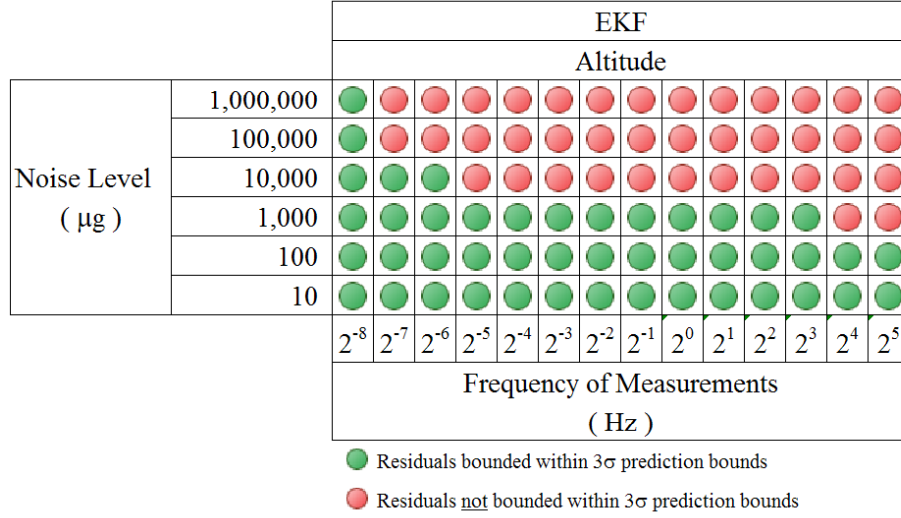 EKF
Altitude
1,000,000
100,000
Noise Level 10,000
( μg ) 1,000
100
10
2⁻⁸ 2⁻⁷ 2⁻⁶ 2⁻⁵ 2⁻⁴ 2⁻³ 2⁻² 2⁻¹ 2⁰ 2¹ 2² 2³ 2⁴ 2⁵
Frequency of Measurements
( Hz )
Residuals bounded within 3σ prediction bounds
Residuals not bounded within 3σ prediction bounds